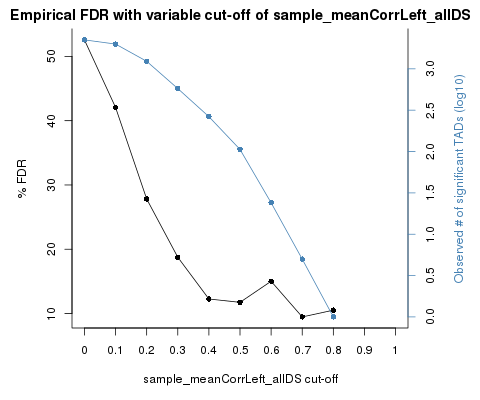 Empirical FDR with variable cut-off of sample_meanCorrLeft_allDS
% FDR
50
40
30
20
10
3.0
2.5
2.0
1.5
1.0
0.5
0.0
Observed # of significant TADs (log10)
0 0.1 0.2 0.3 0.4 0.5 0.6 0.7 0.8 0.9 1
sample_meanCorrLeft_allDS cut-off